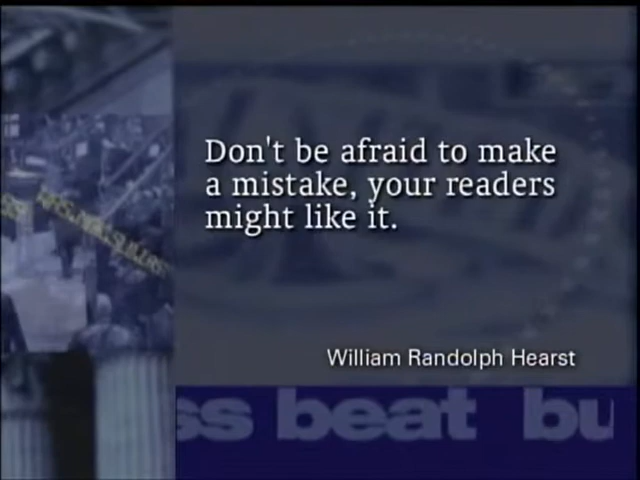 Don't be afraid to make
a mistake, your readers
might like it.
William Randolph Hearst
ss beat bu